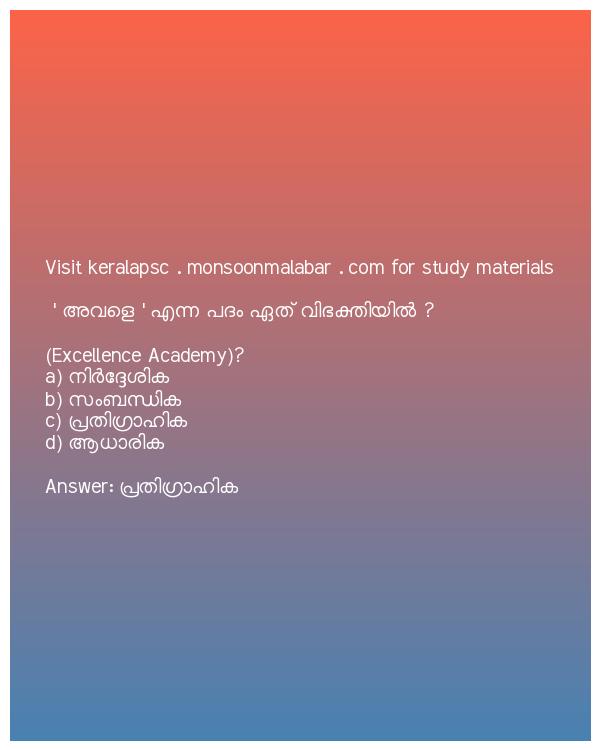 Visit keralapsc . monsoonmalabar . com for study materials
' അവളെ ' എന്ന പദം ഏത് വിഭക്തിയിൽ ?
(Excellence Academy)?
a) നിർദ്ദേശിക
b) സംബന്ധിക
c) പ്രതിഗ്രാഹിക
d) ആധാരിക
Answer: പ്രതിഗ്രാഹിക